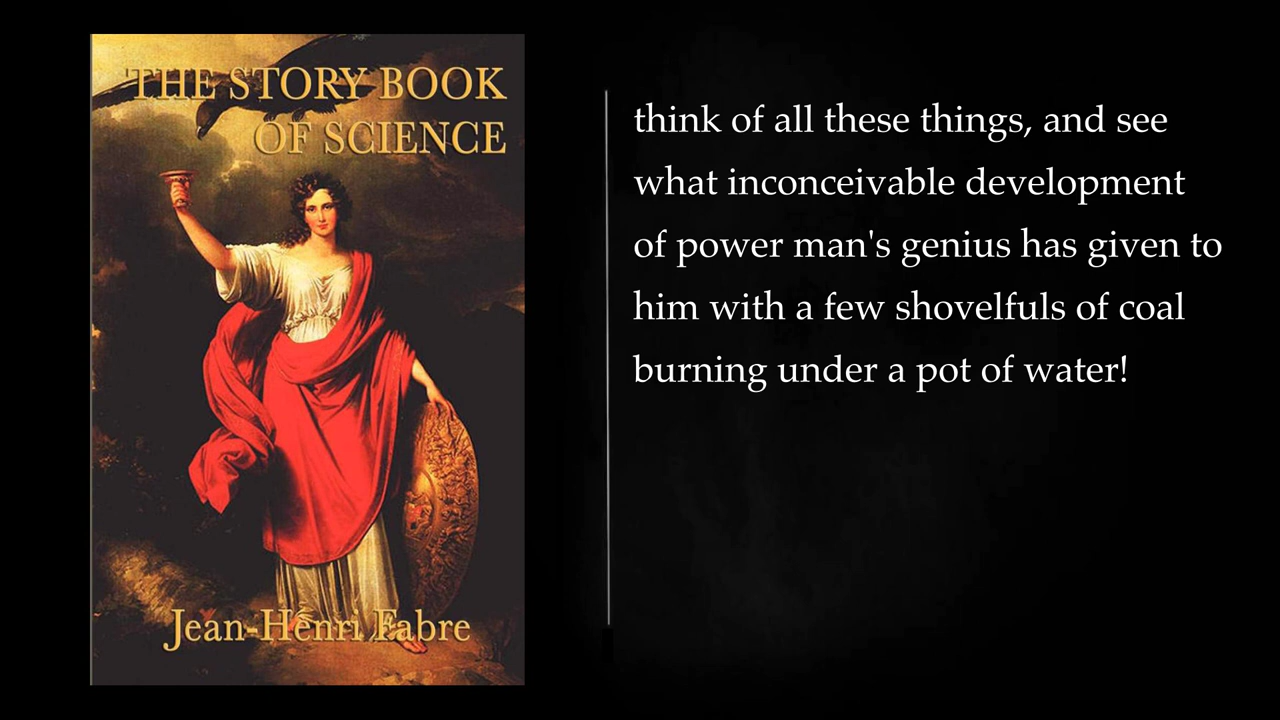 THE STORY BOOK
OF SCIENCE
Jean-Henri Fabre
think of all these things, and see
what inconceivable development
of power man's genius has given to
him with a few shovelfuls of coal
burning under a pot of water!